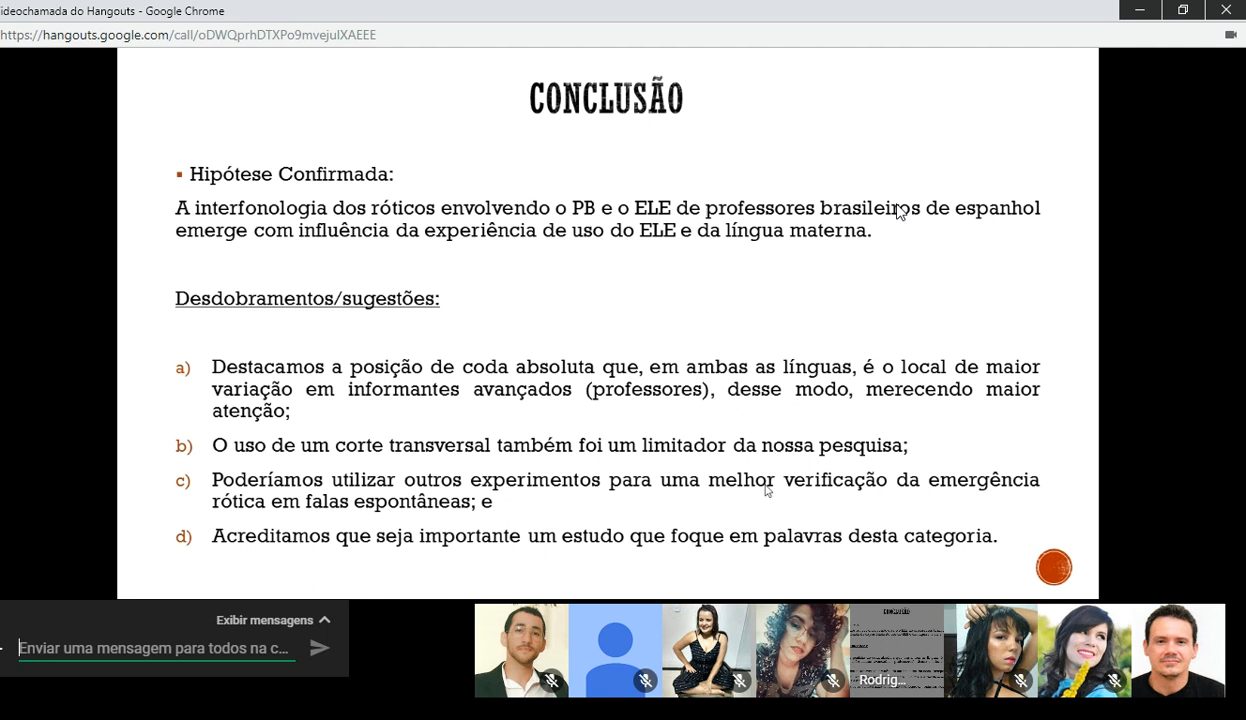 ideochamada do Hangouts - Google Chrome
https://hangouts.google.com/call/oDWQprhDTXPo9mvejuIXAEEE
CONCLUSÃO
▪ Hipótese Confirmada:
A interfonologia dos róticos envolvendo o PB e o ELE de professores brasileiros de espanhol
emerge com influência da experiência de uso do ELE e da língua materna.
Desdobramentos/sugestões:
a) Destacamos a posição de coda absoluta que, em ambas as línguas, é o local de maior
variação em informantes avançados (professores), desse modo, merecendo maior
atenção;
b) O uso de um corte transversal também foi um limitador da nossa pesquisa;
c) Poderíamos utilizar outros experimentos para uma melhor verificação da emergência
rótica em falas espontâneas; e
d) Acreditamos que seja importante um estudo que foque em palavras desta categoria.
Exibir mensagens
Enviar uma mensagem para todos na c...
CONCLUSÃO
Rodrig...